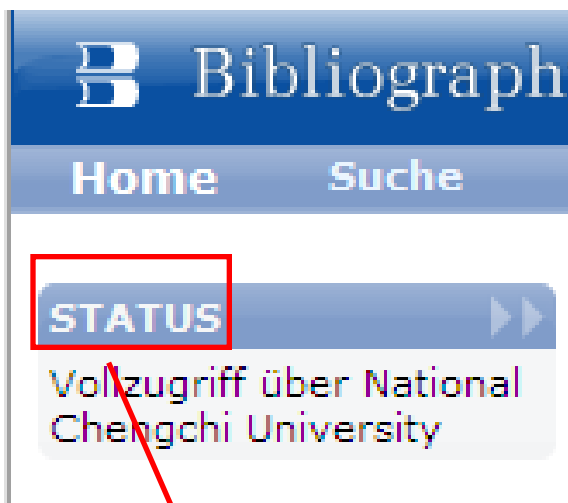 Bibliograph
Home Suche
STATUS
Vollzugriff über National
Chengchi University